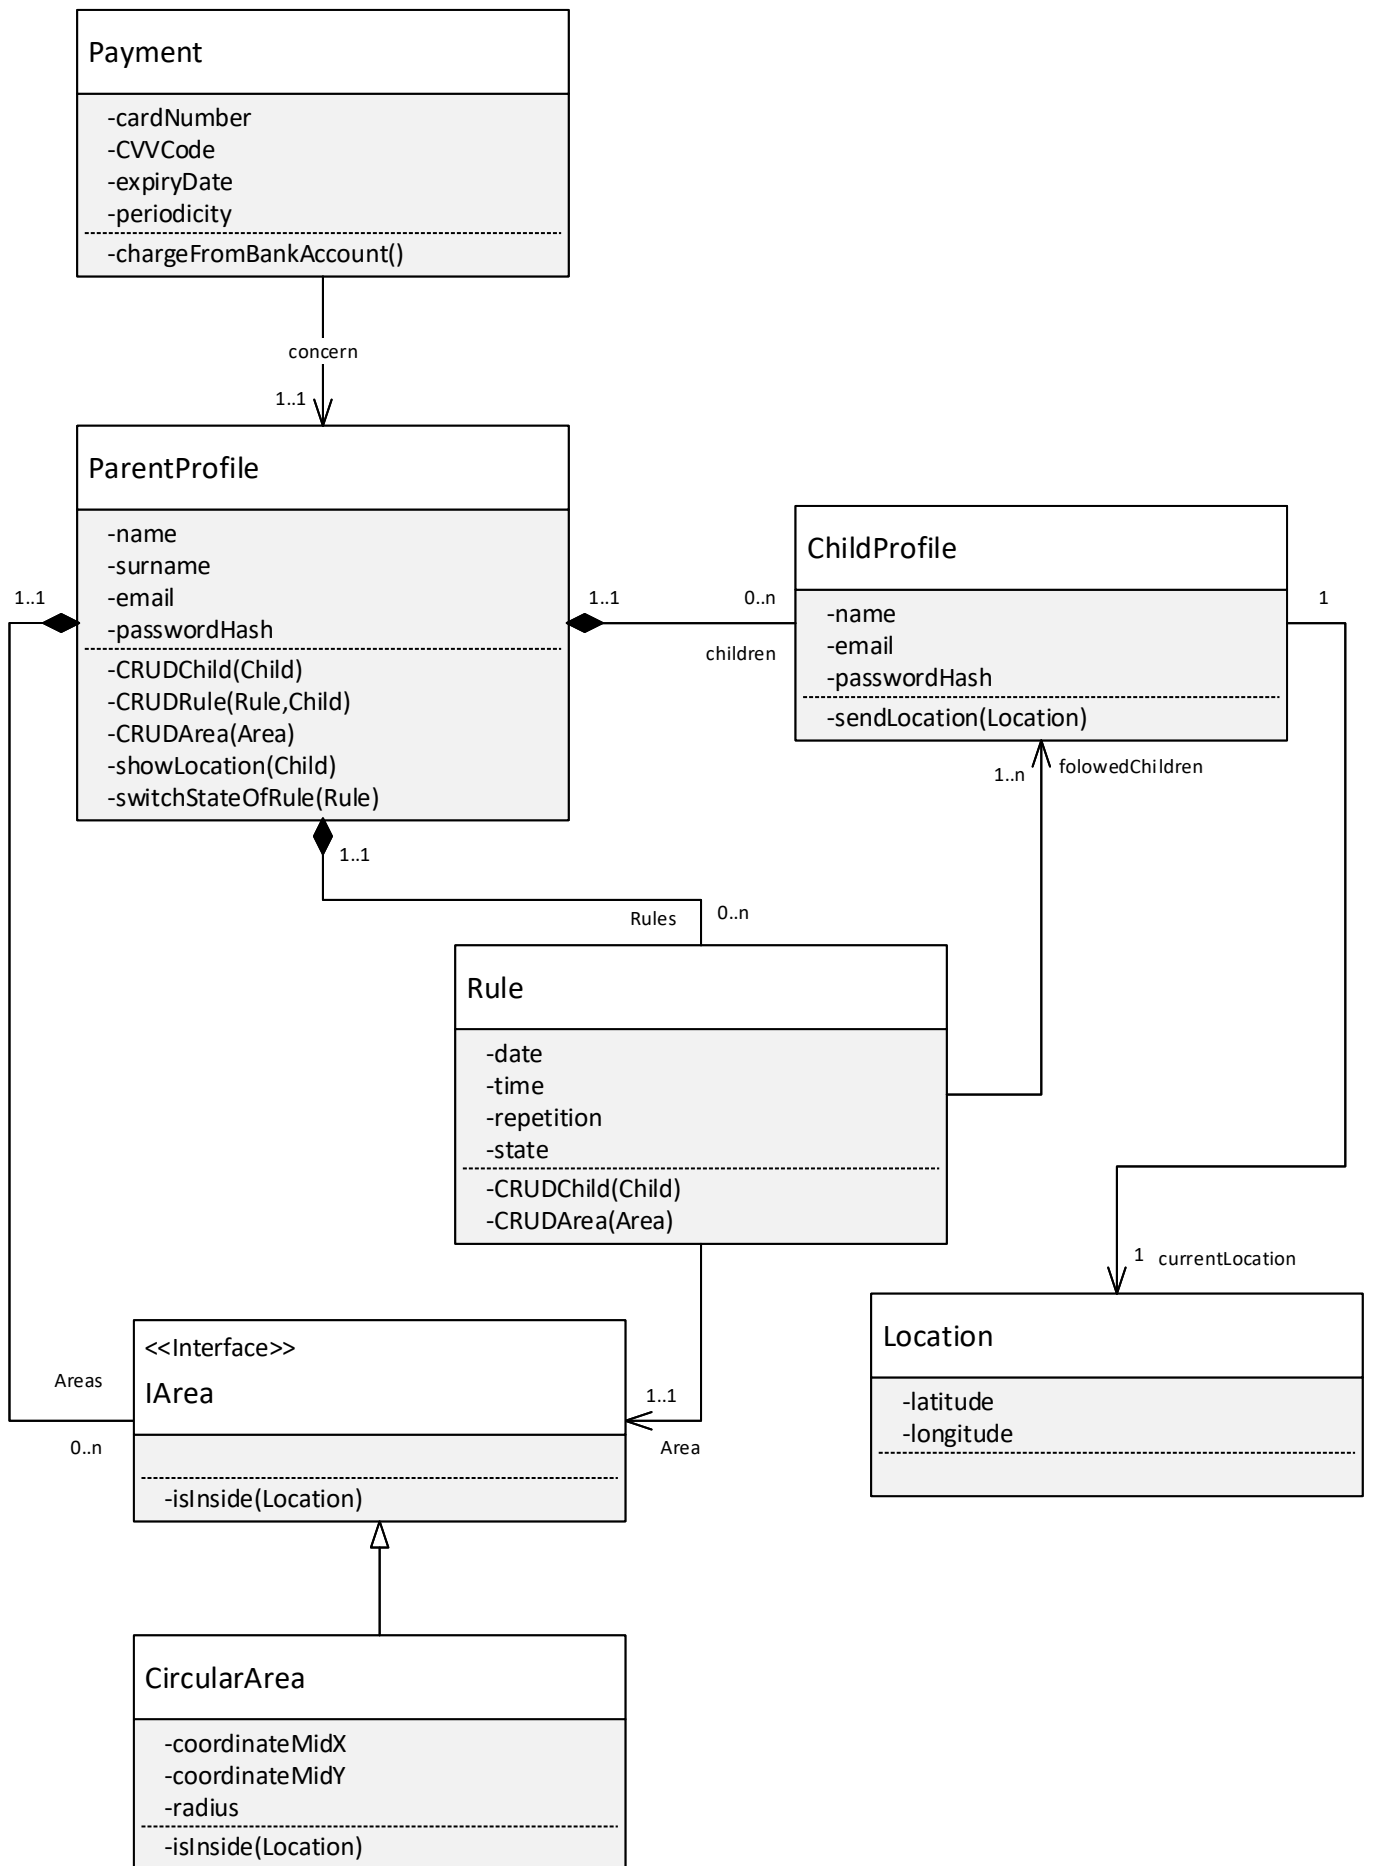 Payment
-cardNumber
-CVVCode
-expiryDate
-periodicity
-chargeFromBankAccount()
concern
1..1
ParentProfile
-name
-surname
-email
-passwordHash
-CRUDChild(Child)
-CRUDRule(Rule,Child)
-CRUDArea(Area)
-showLocation(Child)
-switchStateOfRule(Rule)
1..1
1..1
0..n
children
ChildProfile
-name
-email
-passwordHash
-sendLocation(Location)
1
1..n
folowedChildren
1..1
Rules
0..n
Rule
-date
-time
-repetition
-state
-CRUDChild(Child)
-CRUDArea(Area)
1 currentLocation
Location
-latitude
-longitude
Areas
0..n
<<Interface>>
IArea
-isInside(Location)
1..1
Area
CircularArea
-coordinateMidX
-coordinateMidY
-radius
-isInside(Location)